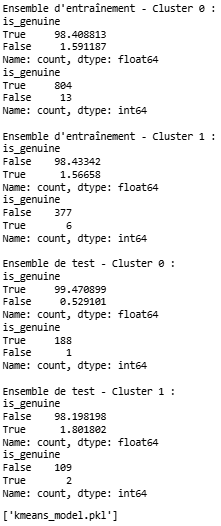 Ensemble d'entraînement - Cluster 0 :
is_genuine
True     98.408813
False     1.591187
Name: count, dtype: float64
is_genuine
True     804
False     13
Name: count, dtype: int64
Ensemble d'entraînement - Cluster 1 :
is_genuine
False    98.43342
True      1.56658
Name: count, dtype: float64
is_genuine
False    377
True       6
Name: count, dtype: int64
Ensemble de test - Cluster 0 :
is_genuine
True     99.470899
False     0.529101
Name: count, dtype: float64
is_genuine
True     188
False      1
Name: count, dtype: int64
Ensemble de test - Cluster 1 :
is_genuine
False    98.198198
True      1.801802
Name: count, dtype: float64
is_genuine
False    109
True       2
Name: count, dtype: int64
['kmeans_model.pkl']